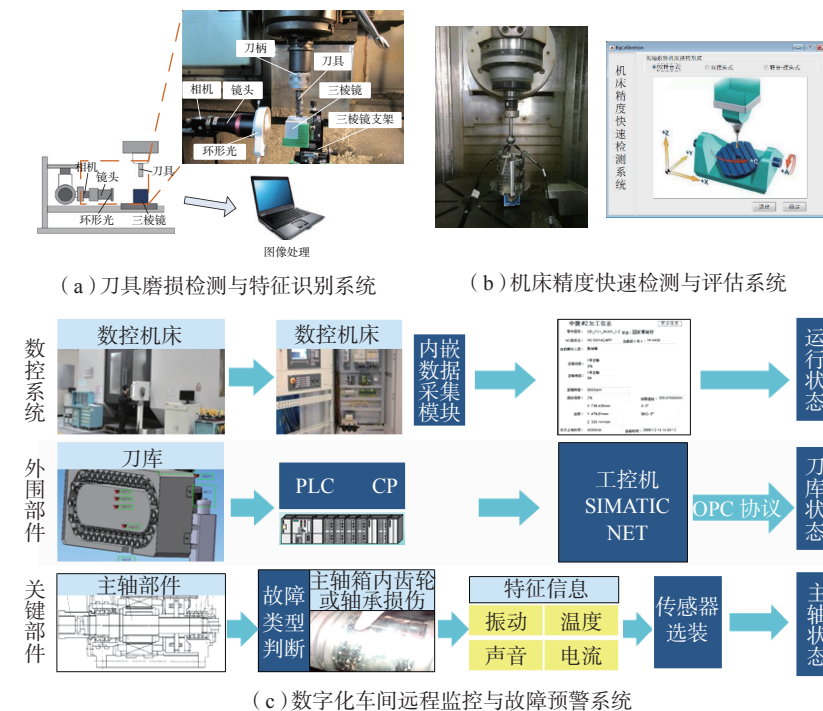 刀柄
刀具
相机
镜头
三棱镜
三棱镜支架
环形光
相机
镜头
刀具
环形光
三棱镜
图像处理
(a)刀具磨损检测与特征识别系统
机床精度快速检测系统
+Z
+Y
+X
(b)机床精度快速检测与评估系统
数控系统
数控机床
数控机床
内嵌数据采集模块
运行状态
外围部件
刀库
PLC CP
工控机
SIMATIC
NET
OPC 协议
刀库状态
关键部件
主轴部件
故障类型判断
主轴箱内齿轮
或轴承损伤
特征信息
振动 温度
声音 电流
传感器
选装
主轴状态
(c)数字化车间远程监控与故障预警系统